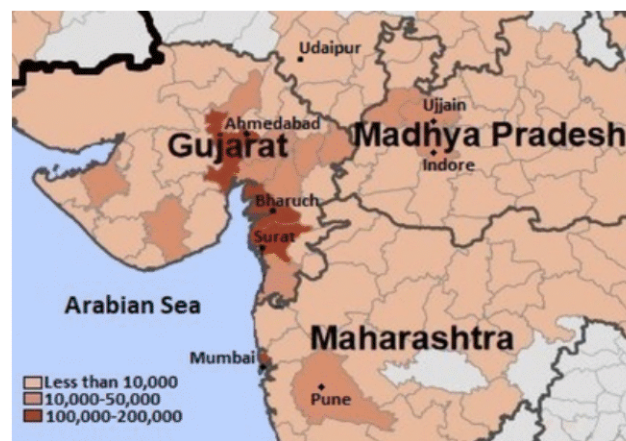 Udaipur
Ujjain
Ahmedabad
Gujarat
Madhya Pradesh
Indore
Bharuch
Surat
Arabian Sea
Maharashtra
Mumbai
Less than 10,000
10,000-50,000
Pune
100,000-200,000